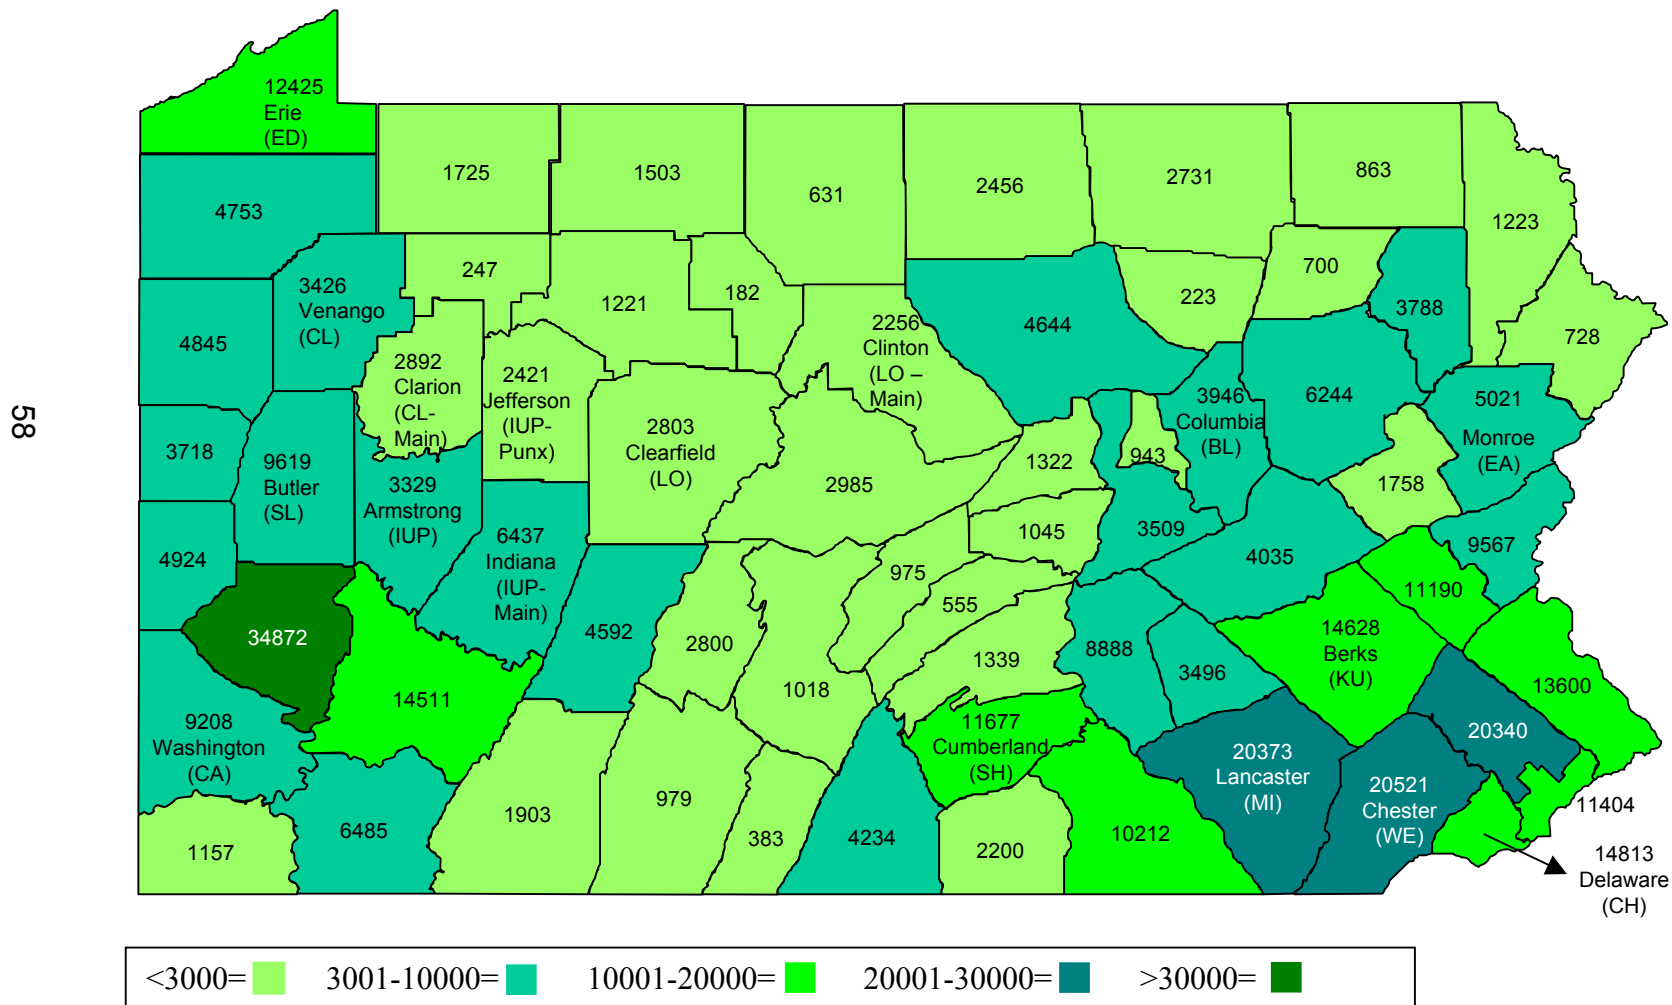 12425
Erie
(ED)
1725
1503
631
2456
2731
863
1223
4753
247
1221
182
223
700
3788
728
3426
Venango
(CL)
4845
2892
Clarion
(CL-
Main)
2421
Jefferson
(IUP-
Punx)
2256
Clinton
(LO –
Main)
4644
3946
Columbia
(BL)
6244
5021
Monroe
(EA)
58
3718
9619
Butler
(SL)
3329
Armstrong
(IUP)
2803
Clearfield
(LO)
2985
1322
943
1758
4924
6437
Indiana
(IUP-
Main)
1045
3509
4035
9567
975
555
11190
34872
4592
2800
1018
1339
8888
3496
14628
Berks
(KU)
13600
14511
9208
Washington
(CA)
11677
Cumberland
(SH)
20373
Lancaster
(MI)
20340
20521
Chester
(WE)
11404
1157
6485
1903
979
383
4234
2200
10212
14813
Delaware
(CH)
<3000= 3001-10000= 10001-20000= 20001-30000= >30000=